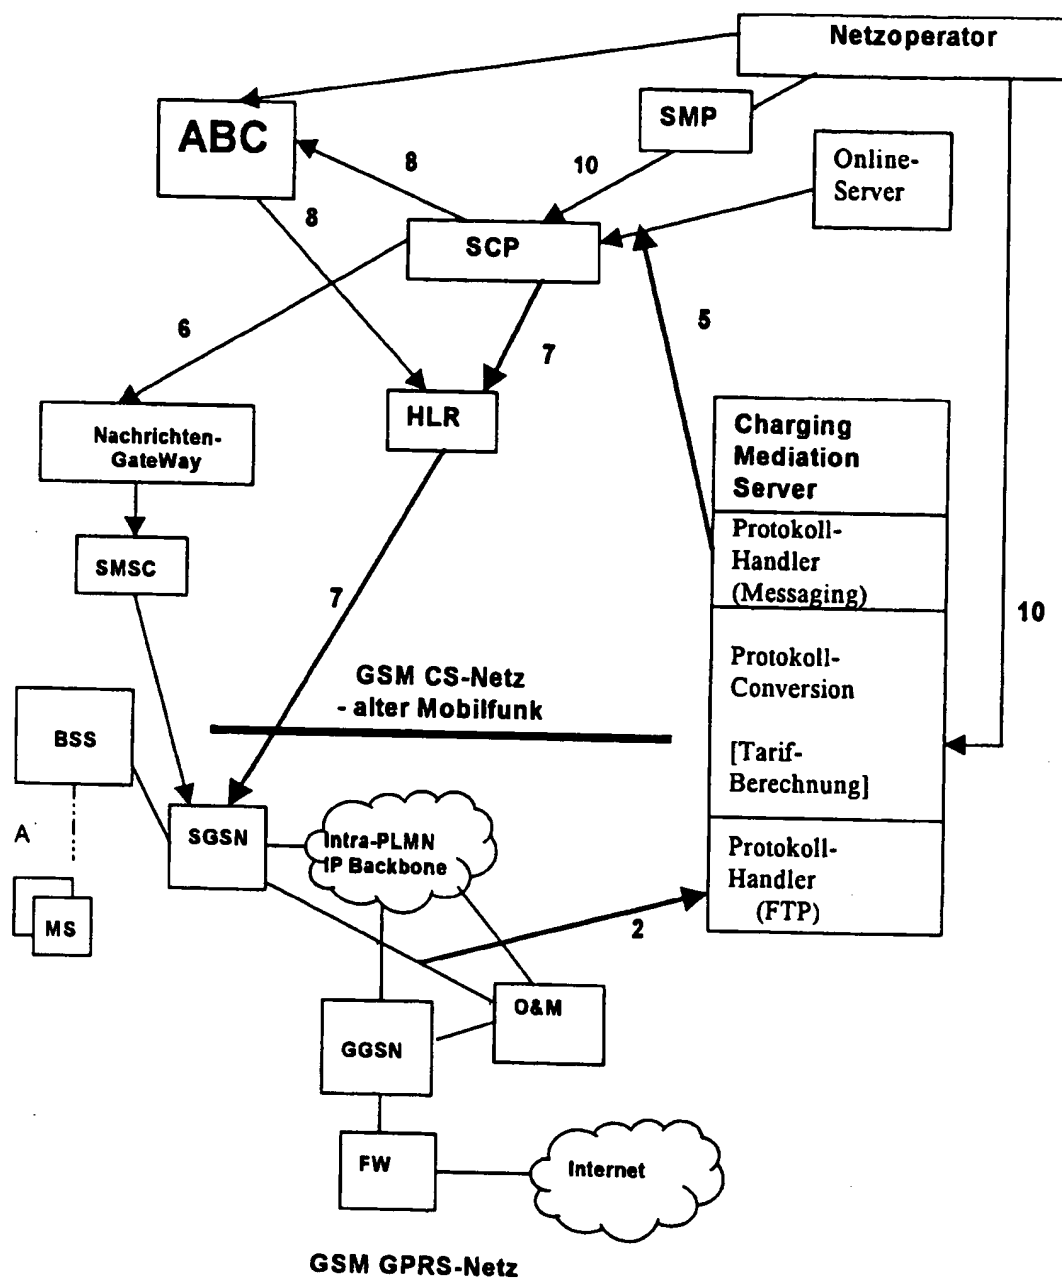 Netzoperator
ABC
SMP
Online-
Server
8
10
8
SCP
5
6
7
HLR
Nachrichten-
GateWay
Charging
Mediation
Server
Protokoll-
Handler
(Messaging)
SMSC
7
10
Protokoll-
Conversion
GSM CS-Netz
- alter Mobilfunk
[Tarif-
Berechnung]
BSS
A
SGSN
Intra-PLMN
IP Backbone
Protokoll-
Handler
(FTP)
MS
2
O&M
GGSN
FW
Internet
GSM GPRS-Netz